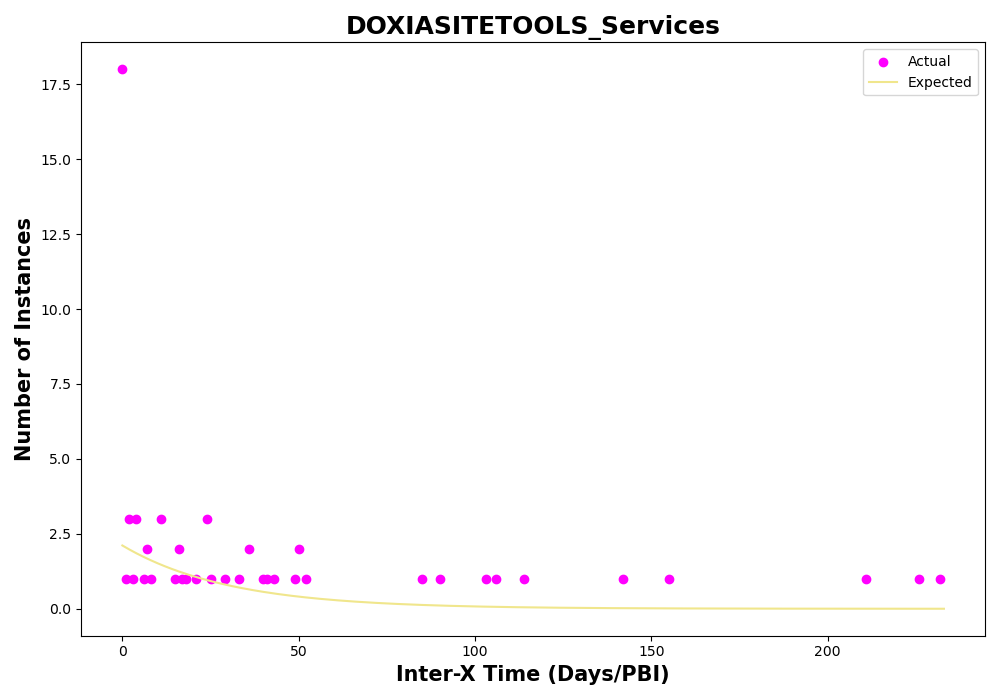 DOXIASITETOOLS_Services
Actual
Expected
Number of Instances
17.5
15.0
12.5
10.0
7.5
5.0
2.5
0.0
0
50
100
150
200
Inter-X Time (Days/PBI)